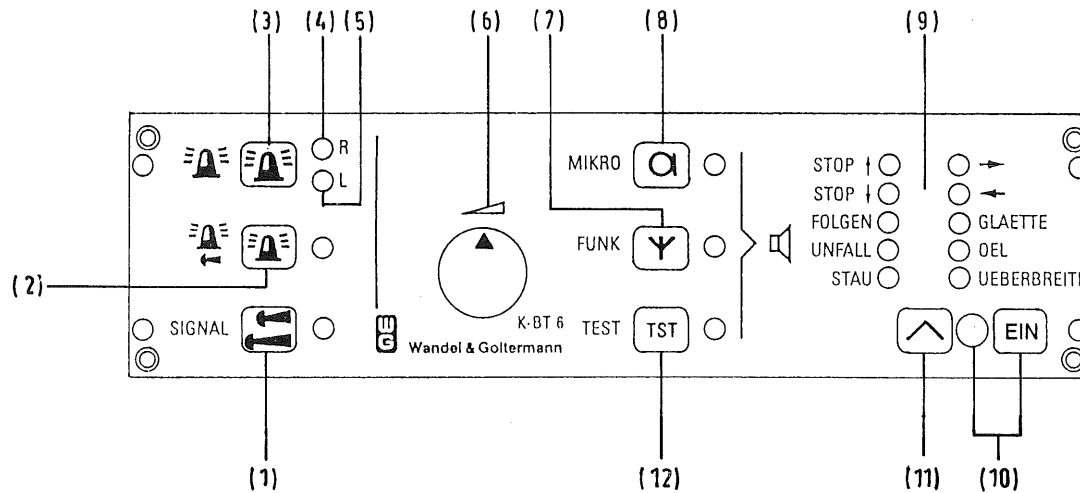 (3) (4) (5) (6) (7) (8) (9)
R
L
MIKRO
STOP ↑
STOP ↓
FOLGEN
UNFALL
STAU
GLAETTE
OEL
UEBERBREITE
FUNK
(2)
SIGNAL
K·BT 6
TEST TST
EIN
WG Wandel & Goltermann
(1) (12) (11) (10)